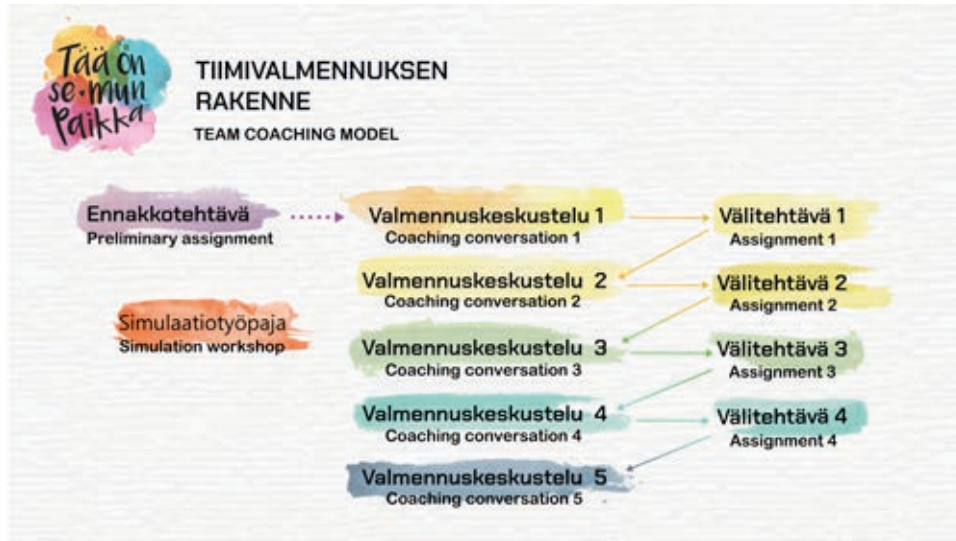 Tää on
se·mun
Paikka
TIIMIVALMENNUKSEN
RAKENNE
TEAM COACHING MODEL
Ennakkotehtävä
Preliminary assignment
Valmennuskeskustelu 1
Coaching conversation 1
Välitehtävä 1
Assignment 1
Valmennuskeskustelu 2
Coaching conversation 2
Välitehtävä 2
Assignment 2
Simulaatiotyöpaja
Simulation workshop
Valmennuskeskustelu 3
Coaching conversation 3
Välitehtävä 3
Assignment 3
Valmennuskeskustelu 4
Coaching conversation 4
Välitehtävä 4
Assignment 4
Valmennuskeskustelu 5
Coaching conversation 5